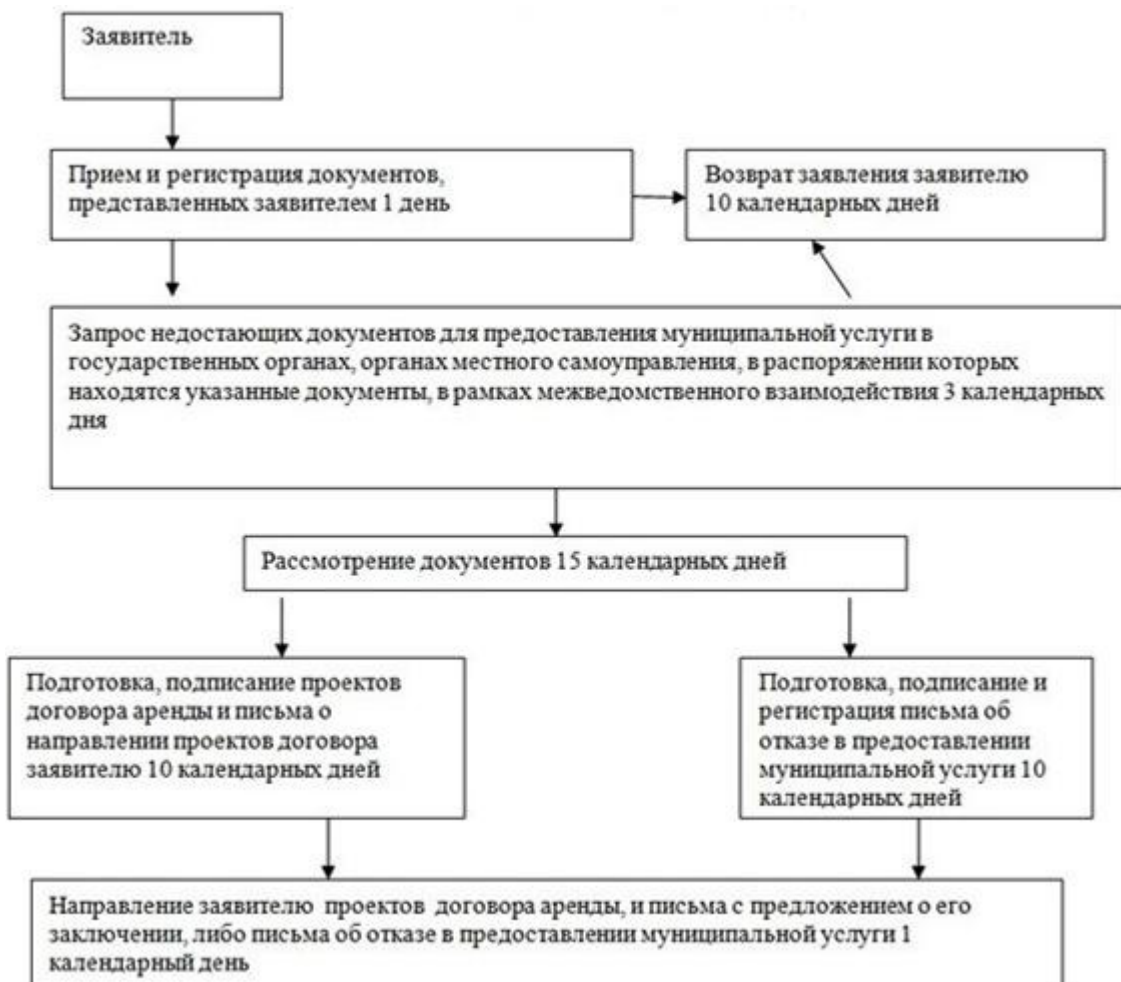 Заявитель
Прием и регистрация документов,
представленных заявителем 1 день
Возврат заявления заявителю
10 календарных дней
Запрос недостающих документов для предоставления муниципальной услуги в
государственных органах, органах местного самоуправления, в распоряжении которых
находятся указанные документы, в рамках межведомственного взаимодействия 3 календарных
дня
Рассмотрение документов 15 календарных дней
Подготовка, подписание проектов
договора аренды и письма о
направлении проектов договора
заявителю 10 календарных дней
Подготовка, подписание и
регистрация письма об
отказе в предоставлении
муниципальной услуги 10
календарных дней
Направление заявителю проектов договора аренды, и письма с предложением о его
заключении, либо письма об отказе в предоставлении муниципальной услуги 1
календарный день